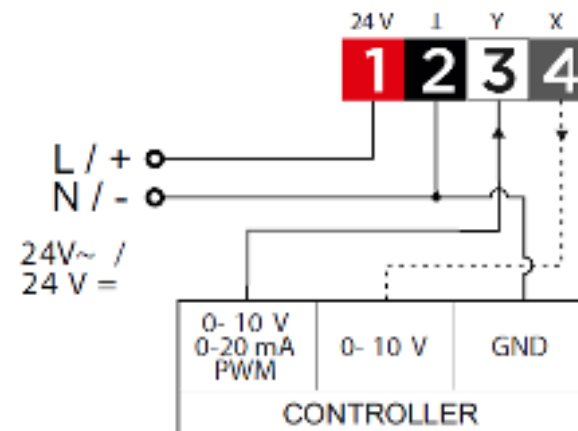 24 V ⊥ Y X
1 2 3 4
L / +
N / -
24V~ /
24 V =
0- 10 V
0-20 mA
PWM
0- 10 V
GND
CONTROLLER